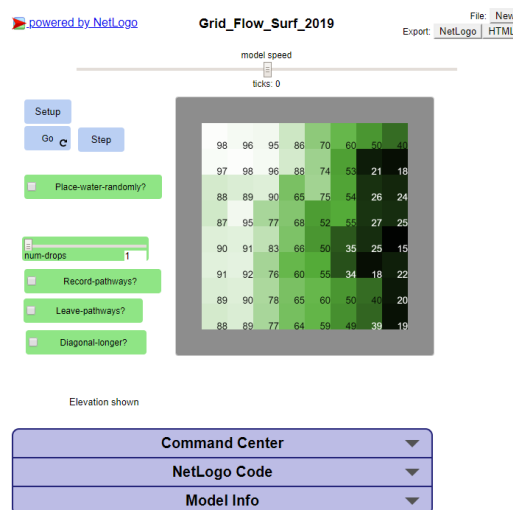 powered by NetLogo
Grid_Flow_Surf_2019
File: New
Export: NetLogo HTML
model speed
ticks: 0
Setup
Go
Step
Place-water-randomly?
num-drops 1
Record-pathways?
Leave-pathways?
Diagonal-longer?
98 96 95 86 70 60 50 40
97 98 96 88 74 53 21 18
88 89 90 65 75 54 26 24
87 95 77 68 52 55 27 25
90 91 83 66 50 35 25 15
91 92 76 60 55 34 18 22
89 90 78 65 60 50 40 20
88 89 77 64 59 49 39 19
Elevation shown
Command Center
NetLogo Code
Model Info